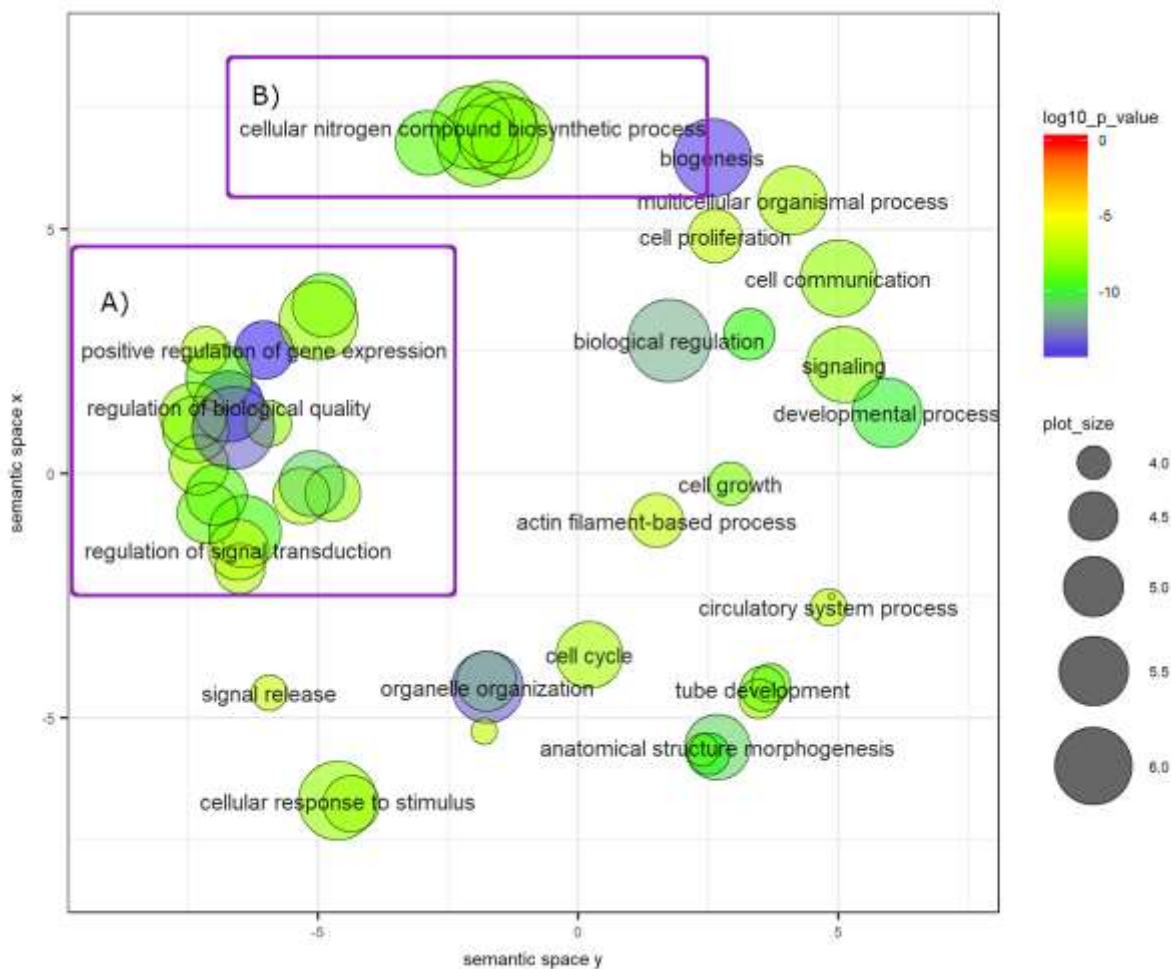 B)
cellular nitrogen compound biosynthetic process
biogenesis
multicellular organismal process
cell proliferation
cell communication
A)
positive regulation of gene expression
biological regulation
signaling
regulation of biological quality
developmental process
cell growth
actin filament-based process
regulation of signal transduction
circulatory system process
cell cycle
signal release
organelle organization
tube development
anatomical structure morphogenesis
cellular response to stimulus
semantic space x
5
0
-5
-5
0
5
semantic space y
log10_p_value
0
-5
-10
plot_size
4.0
4.5
5.0
5.5
6.0